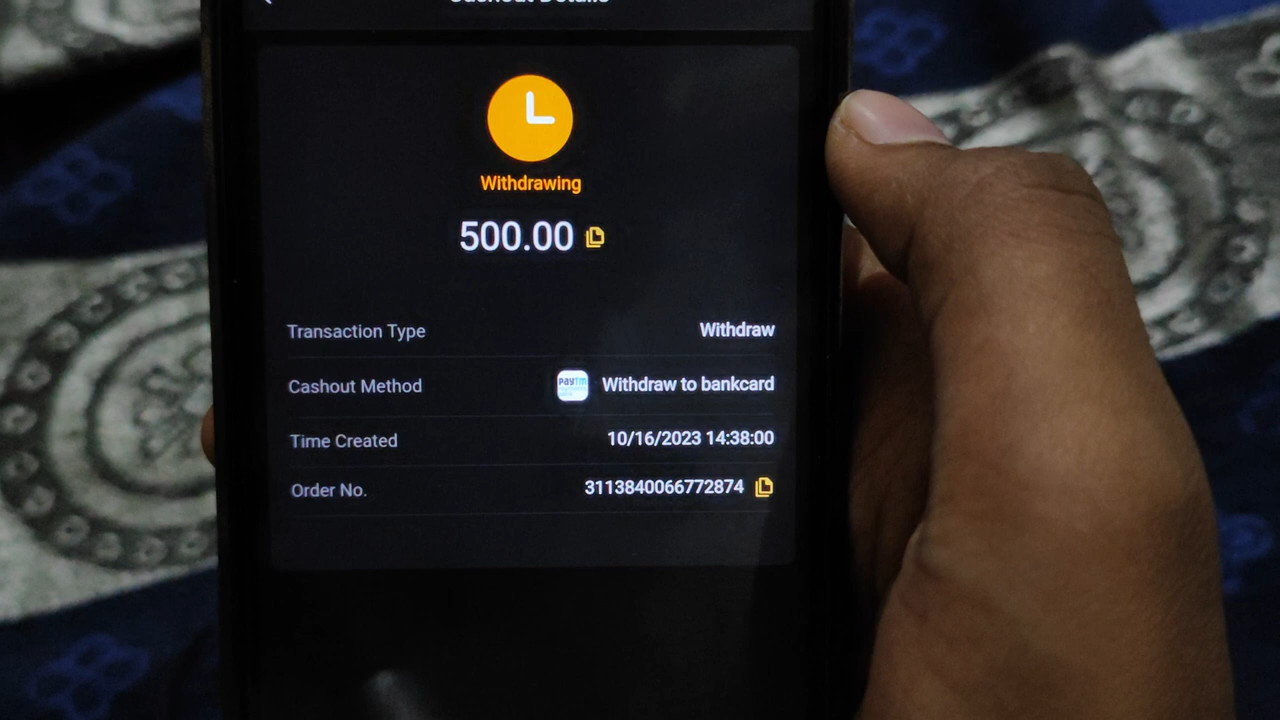 Cashout Details
Withdrawing
500.00
Transaction Type Withdraw
Cashout Method paytm Withdraw to bankcard
Time Created 10/16/2023 14:38:00
Order No. 3113840066772874